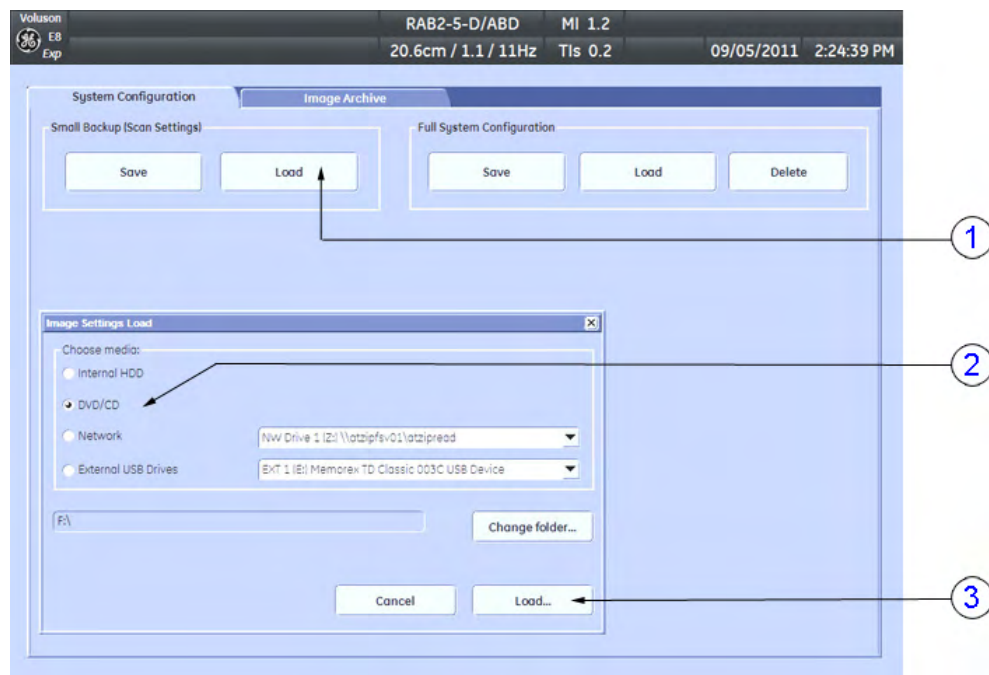 Voluson
E8
Exp
RAB2-5-D/ABD MI 1.2
20.6cm / 1.1 / 11Hz TIs 0.2 09/05/2011 2:24:39 PM
System Configuration Image Archive
Small Backup (Scan Settings) Full System Configuration
Save Load Save Load Delete
1
Image Settings Load
Choose media:
2
Internal HDD
DVD/CD
Network NW Drive 1 (Z:) \\atzipfsv01\atzipread
External USB Drives EXT 1 (E:) Memorex TD Classic 003C USB Device
F:\ Change folder...
Cancel Load...
3